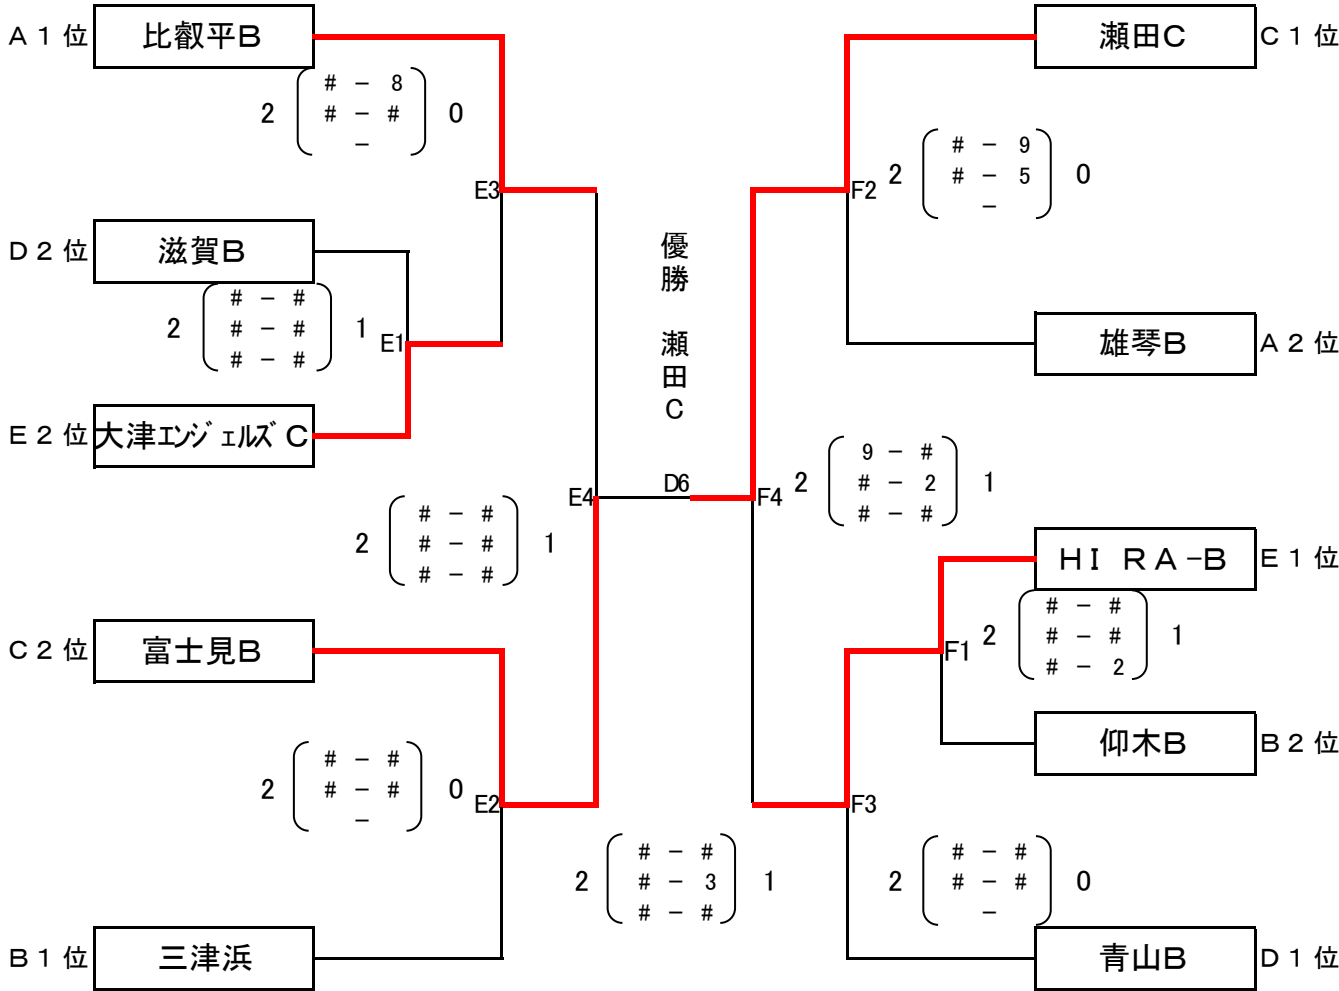 A１位 比叡平B 瀬田C C１位
# － 8
2 # － # 0
－
# － 9
2 # － 5 0
－
E3 F2
D２位 滋賀B
優勝 瀬田C
# － #
2 # － # 1
# － #
E1
雄琴B A２位
E２位 大津ｴﾝｼﾞｪﾙｽﾞC
9 － #
2 # － 2 1
# － #
E4 D6 F4
# － #
2 # － # 1
# － #
HIRA-B E１位
# － #
2 # － # 1
# － 2
F1
C２位 富士見B
仰木B B２位
# － #
2 # － # 0
－
E2 F3
# － #
2 # － 3 1
# － #
# － #
2 # － # 0
－
B１位 三津浜 青山B D１位